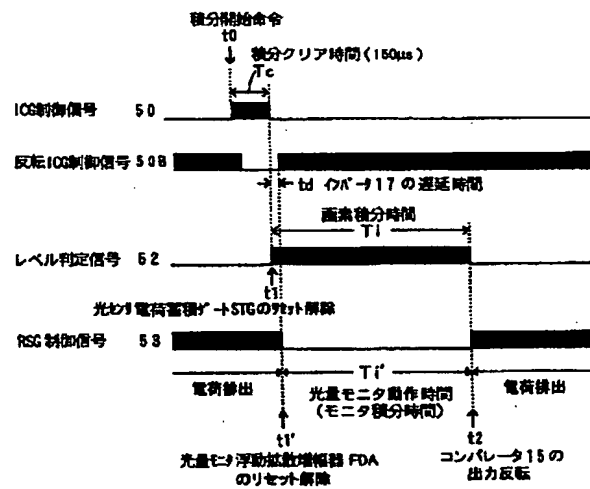 積分開始命令
t0
積分クリア時間(150μs)
Tc
ICG制御信号 50
反転ICG制御信号 50B
td インバータ17の遅延時間
画素積分時間
Ti
レベル判定信号 52
t1
光センサ電荷蓄積ゲートSTGのリセット解除
RSG制御信号 53
電荷排出
Ti'
光量モニタ動作時間
(モニタ積分時間)
電荷排出
t1'
光量モニタ浮動拡散増幅器FDA
のリセット解除
t2
コンパレータ15の
出力反転